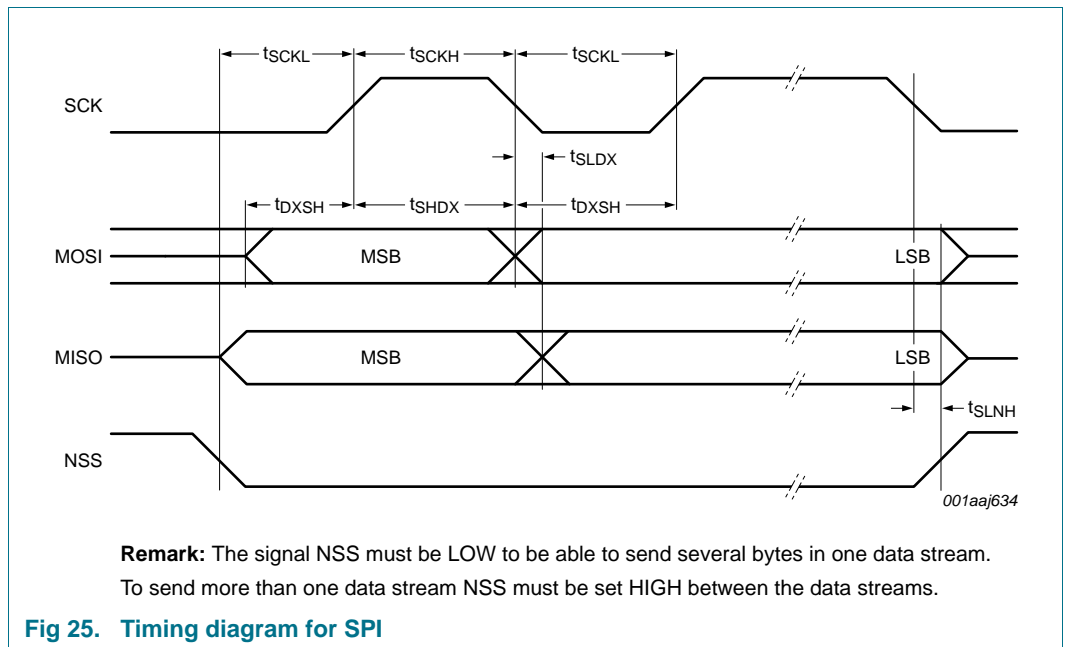 tSCKL tSCKH tSCKL
SCK
tSLDX
tDXSH tSHDX tDXSH
MOSI MSB LSB
MISO MSB LSB
tSLNH
NSS
001aaj634
Remark: The signal NSS must be LOW to be able to send several bytes in one data stream.
To send more than one data stream NSS must be set HIGH between the data streams.
Fig 25. Timing diagram for SPI